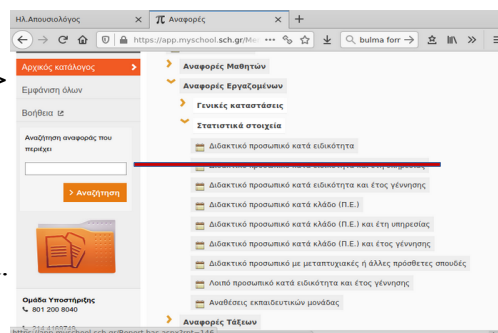 Ηλ.Απουσιολόγος
Αναφορές
https://app.myschool.sch.gr/Me
bulma forr
Αρχικός κατάλογος
Εμφάνιση όλων
Βοήθεια
Αναζήτηση αναφοράς που
περιέχει
> Αναζήτηση
Ομάδα Υποστήριξης
801 200 8040
Αναφορές Μαθητών
Αναφορές Εργαζομένων
Γενικές καταστάσεις
Στατιστικά στοιχεία
Διδακτικό προσωπικό κατά ειδικότητα
Διδακτικό προσωπικό κατά ειδικότητα και έτος γέννησης
Διδακτικό προσωπικό κατά κλάδο (Π.Ε.)
Διδακτικό προσωπικό κατά κλάδο (Π.Ε.) και έτη υπηρεσίας
Διδακτικό προσωπικό κατά κλάδο (Π.Ε.) και έτος γέννησης
Διδακτικό προσωπικό με μεταπτυχιακές ή άλλες πρόσθετες σπουδές
Λοιπό προσωπικό κατά ειδικότητα και έτος γέννησης
Αναθέσεις εκπαιδευτικών μονάδας
Αναφορές Τάξεων